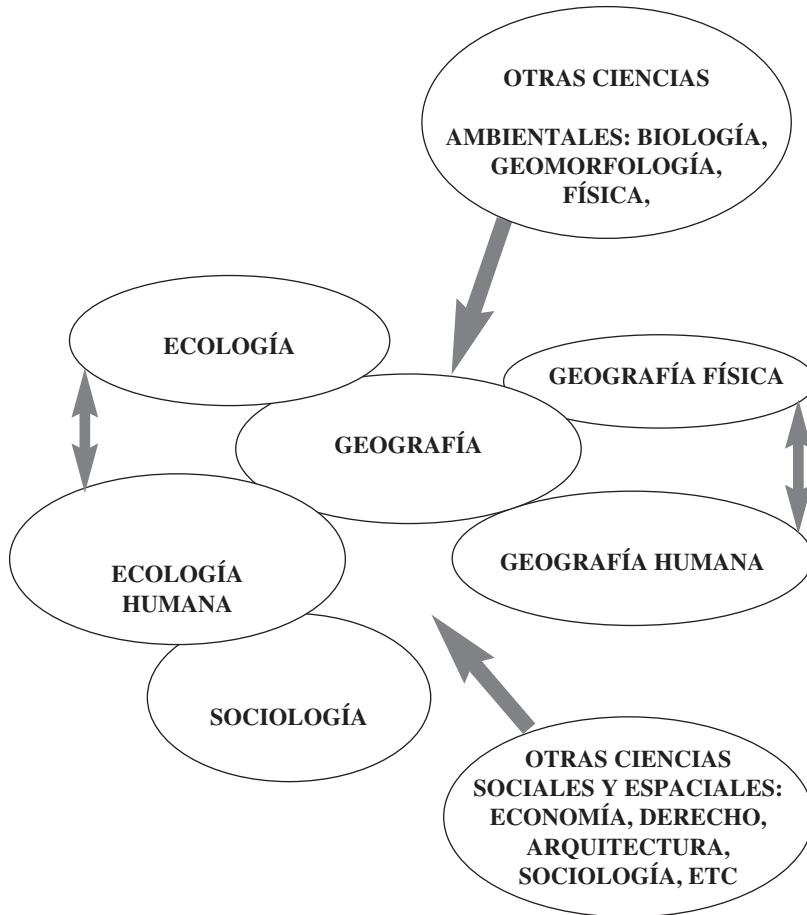 OTRAS CIENCIAS
AMBIENTALES: BIOLOGÍA,
GEOMORFOLOGÍA,
FÍSICA,
ECOLOGÍA
GEOGRAFÍA FÍSICA
GEOGRAFÍA
ECOLOGÍA
HUMANA
GEOGRAFÍA HUMANA
SOCIOLOGÍA
OTRAS CIENCIAS
SOCIALES Y ESPACIALES:
ECONOMÍA, DERECHO,
ARQUITECTURA,
SOCIOLOGÍA, ETC